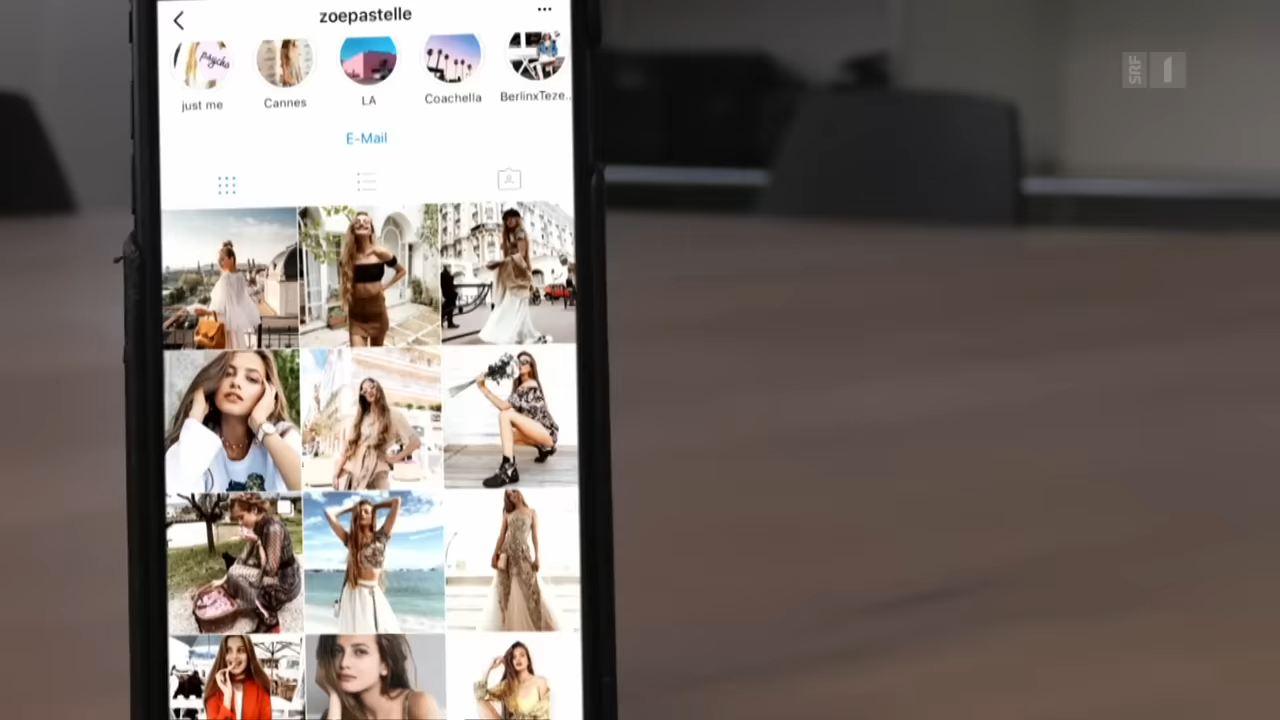 zoepastelle
psycho
just me
Cannes
LA
Coachella
BerlinxTeze..
E-Mail
SRF 1